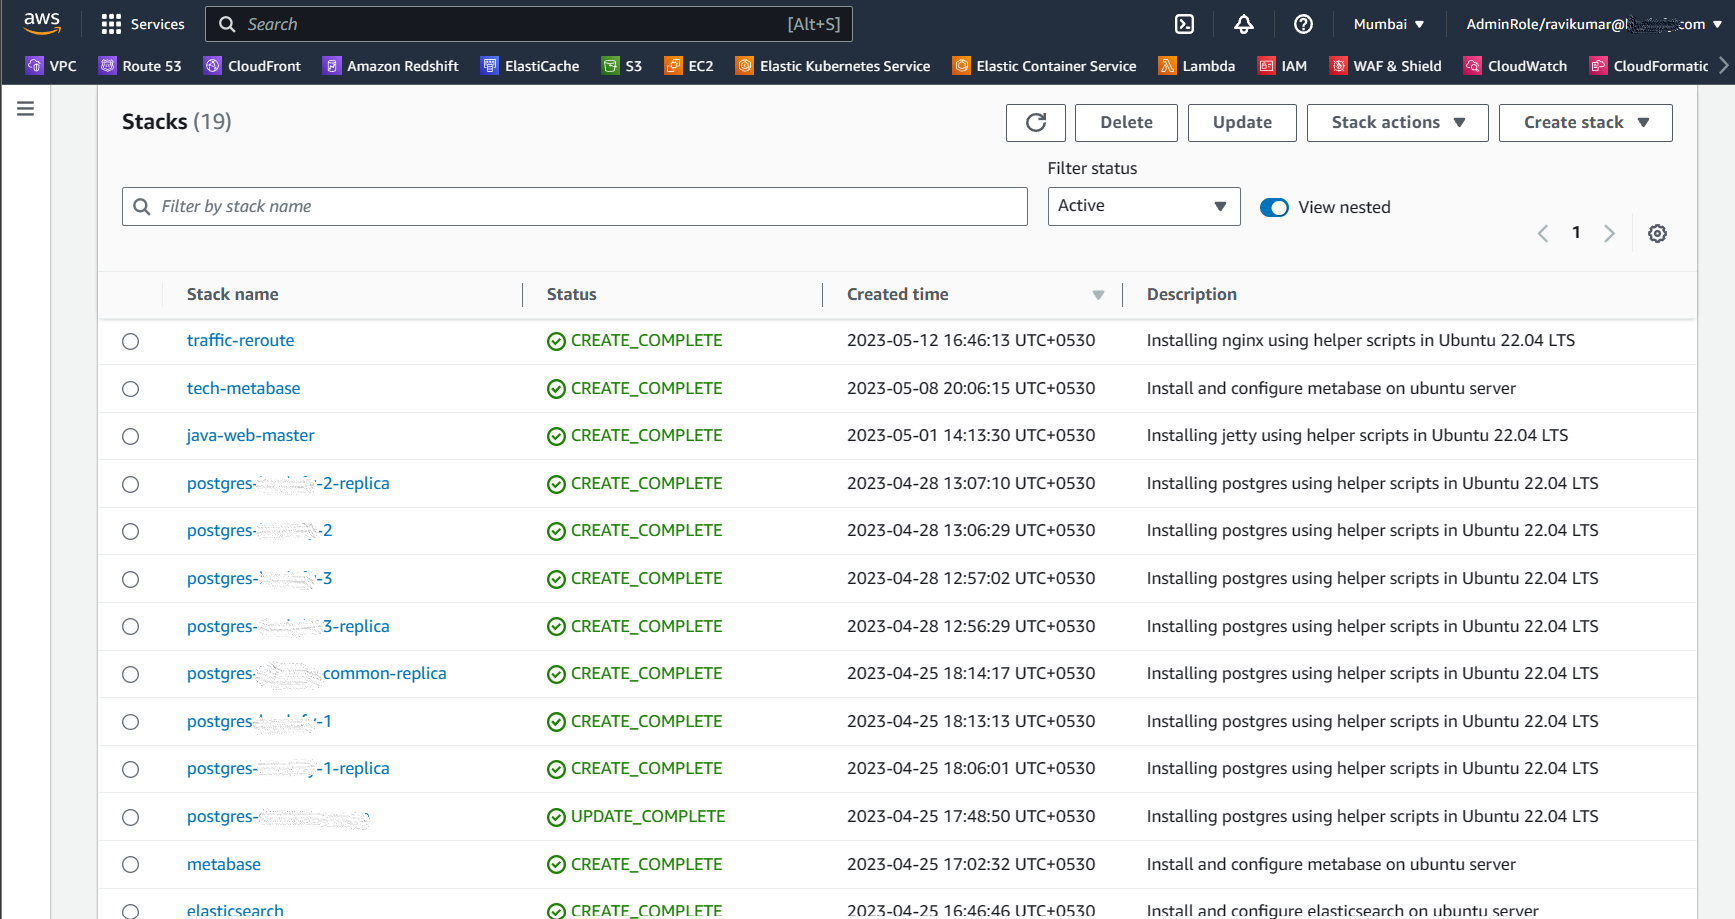 aws Services Search [Alt+S] Mumbai AdminRole/ravikumar@ com
VPC Route 53 CloudFront Amazon Redshift ElastiCache S3 EC2 Elastic Kubernetes Service Elastic Container Service Lambda IAM WAF & Shield CloudWatch CloudFormatic
Stacks (19) Delete Update Stack actions Create stack
Filter status
Filter by stack name Active View nested
1
Stack name Status Created time Description
traffic-reroute CREATE_COMPLETE 2023-05-12 16:46:13 UTC+0530 Installing nginx using helper scripts in Ubuntu 22.04 LTS
tech-metabase CREATE_COMPLETE 2023-05-08 20:06:15 UTC+0530 Install and configure metabase on ubuntu server
java-web-master CREATE_COMPLETE 2023-05-01 14:13:30 UTC+0530 Installing jetty using helper scripts in Ubuntu 22.04 LTS
postgres- -2-replica CREATE_COMPLETE 2023-04-28 13:07:10 UTC+0530 Installing postgres using helper scripts in Ubuntu 22.04 LTS
postgres- -2 CREATE_COMPLETE 2023-04-28 13:06:29 UTC+0530 Installing postgres using helper scripts in Ubuntu 22.04 LTS
postgres- -3 CREATE_COMPLETE 2023-04-28 12:57:02 UTC+0530 Installing postgres using helper scripts in Ubuntu 22.04 LTS
postgres- 3-replica CREATE_COMPLETE 2023-04-28 12:56:29 UTC+0530 Installing postgres using helper scripts in Ubuntu 22.04 LTS
postgres- common-replica CREATE_COMPLETE 2023-04-25 18:14:17 UTC+0530 Installing postgres using helper scripts in Ubuntu 22.04 LTS
postgres- -1 CREATE_COMPLETE 2023-04-25 18:13:13 UTC+0530 Installing postgres using helper scripts in Ubuntu 22.04 LTS
postgres- -1-replica CREATE_COMPLETE 2023-04-25 18:06:01 UTC+0530 Installing postgres using helper scripts in Ubuntu 22.04 LTS
postgres- UPDATE_COMPLETE 2023-04-25 17:48:50 UTC+0530 Installing postgres using helper scripts in Ubuntu 22.04 LTS
metabase CREATE_COMPLETE 2023-04-25 17:02:32 UTC+0530 Install and configure metabase on ubuntu server
elasticsearch CREATE_COMPLETE 2023-04-25 16:46:46 UTC+0530 Install and configure elasticsearch on ubuntu server